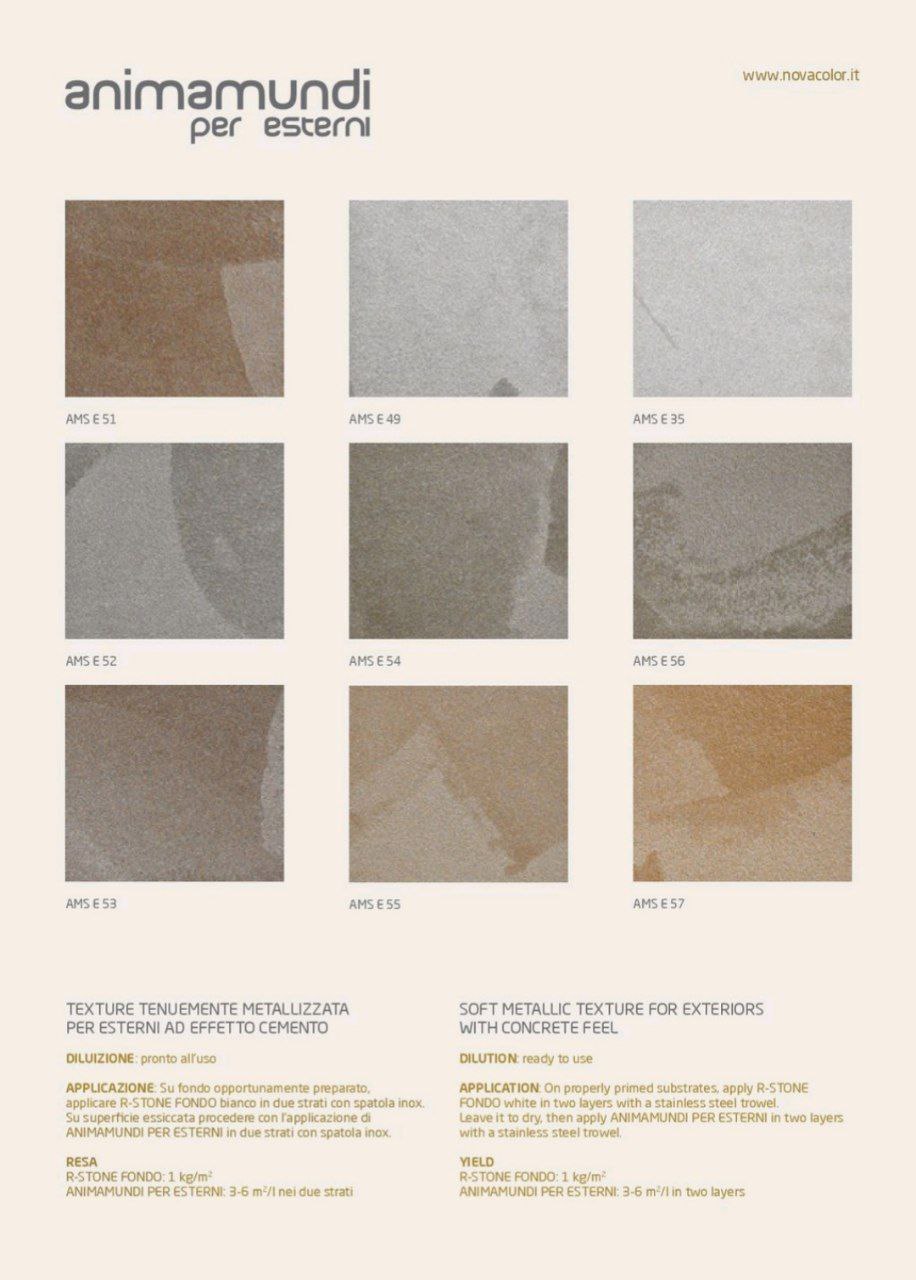 animamundi
per esterni
www.novacolor.it
AMS E 51
AMS E 49
AMS E 35
AMS E 52
AMS E 54
AMS E 56
AMS E 53
AMS E 55
AMS E 57
TEXTURE TENUEMENTE METALLIZZATA
PER ESTERNI AD EFFETTO CEMENTO
DILUIZIONE: pronto all'uso
APPLICAZIONE: Su fondo opportunamente preparato,
applicare R-STONE FONDO bianco in due strati con spatola inox.
Su superficie essiccata procedere con l'applicazione di
ANIMAMUNDI PER ESTERNI in due strati con spatola inox.
RESA
R-STONE FONDO: 1 kg/m²
ANIMAMUNDI PER ESTERNI: 3-6 m²/l nei due strati
SOFT METALLIC TEXTURE FOR EXTERIORS
WITH CONCRETE FEEL
DILUTION: ready to use
APPLICATION: On properly primed substrates, apply R-STONE
FONDO white in two layers with a stainless steel trowel.
Leave it to dry, then apply ANIMAMUNDI PER ESTERNI in two layers
with a stainless steel trowel.
YIELD
R-STONE FONDO: 1 kg/m²
ANIMAMUNDI PER ESTERNI: 3-6 m²/l in two layers